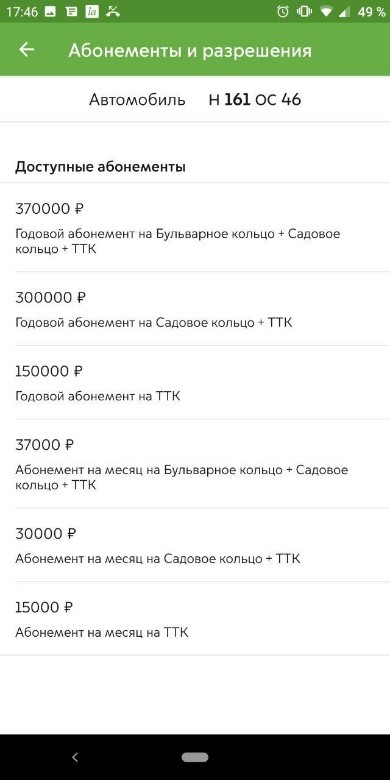 17:46 la 49 %
Абонементы и разрешения
Автомобиль Н 161 ОС 46
Доступные абонементы
370000 ₽
Годовой абонемент на Бульварное кольцо + Садовое
кольцо + ТТК
300000 ₽
Годовой абонемент на Садовое кольцо + ТТК
150000 ₽
Годовой абонемент на ТТК
37000 ₽
Абонемент на месяц на Бульварное кольцо + Садовое
кольцо + ТТК
30000 ₽
Абонемент на месяц на Садовое кольцо + ТТК
15000 ₽
Абонемент на месяц на ТТК